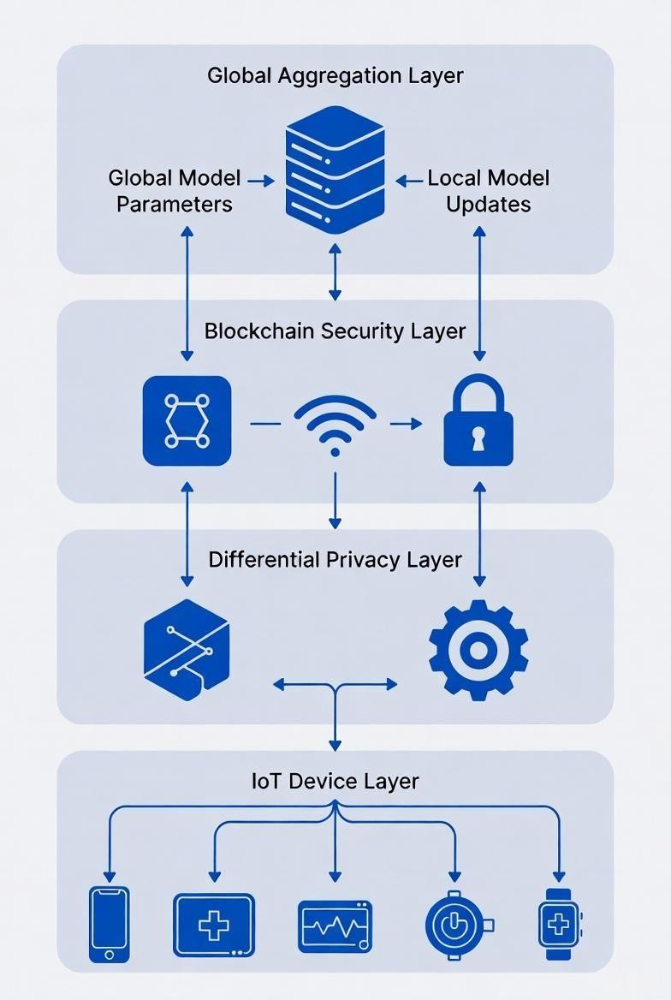 Global Aggregation Layer
Global Model
Parameters
Local Model
Updates
Blockchain Security Layer
Differential Privacy Layer
IoT Device Layer